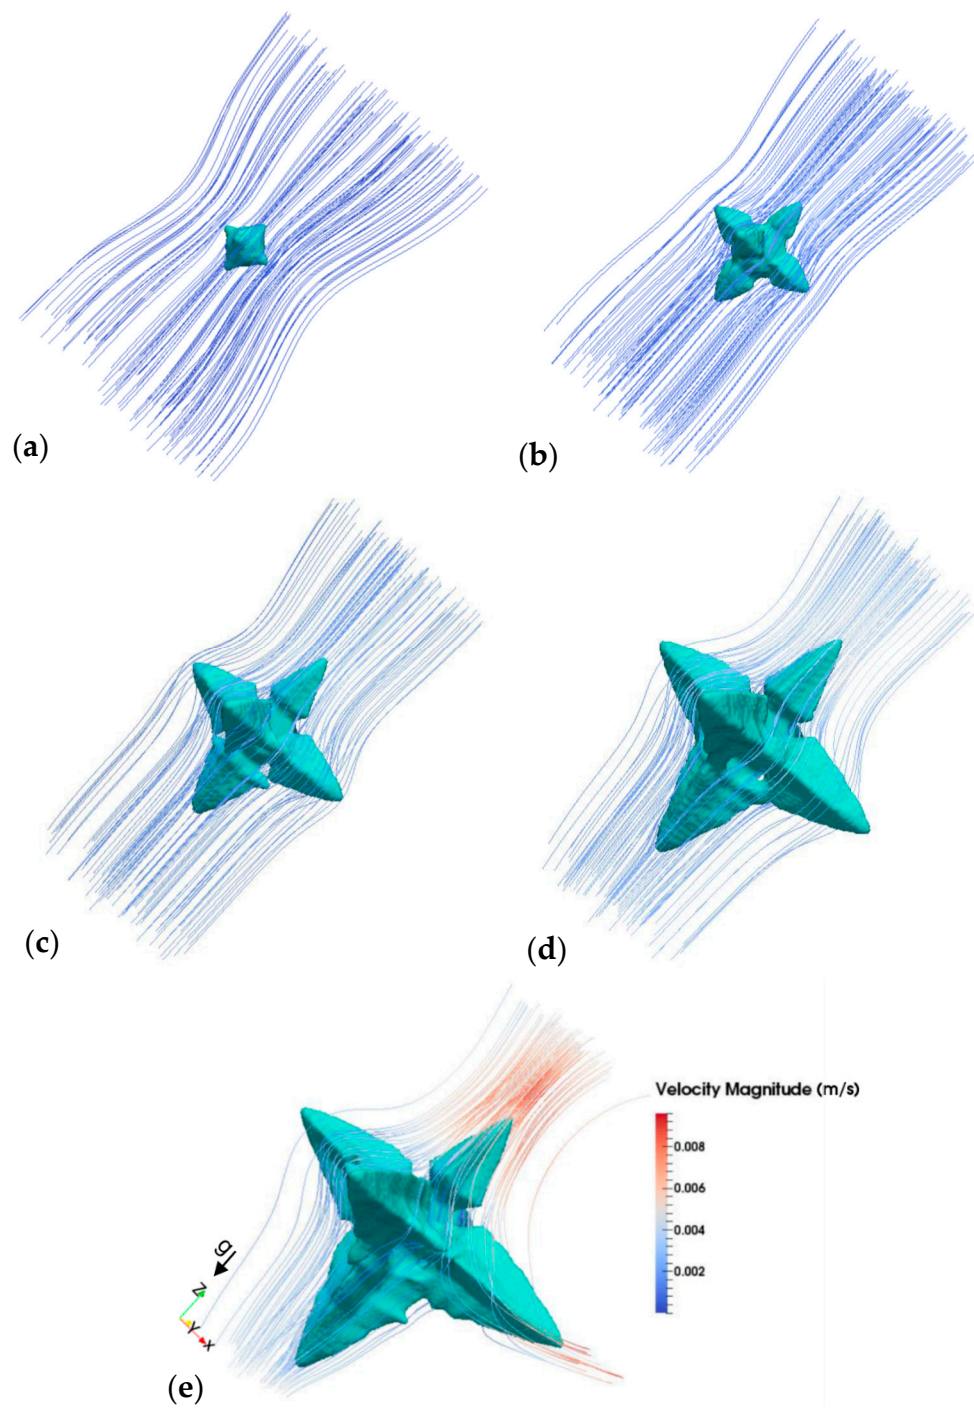 (a)
(b)
(c)
(d)
Velocity Magnitude (m/s)
0.008
0.006
0.004
0.002
g
Z
Y
X
(e)